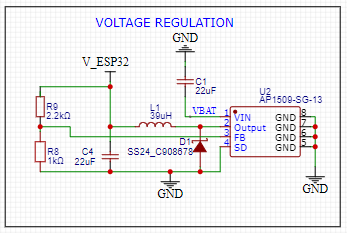 VOLTAGE REGULATION
GND
V_ESP32
C1
22uF
U2
AP1509-SG-13
R9
2.2kΩ
L1
39uH
VBAT
1 VIN GND 8
2 Output GND 7
3 FB GND 6
4 SD GND 5
R8
1kΩ
C4
22uF
D1
SS24_C908678
GND
GND